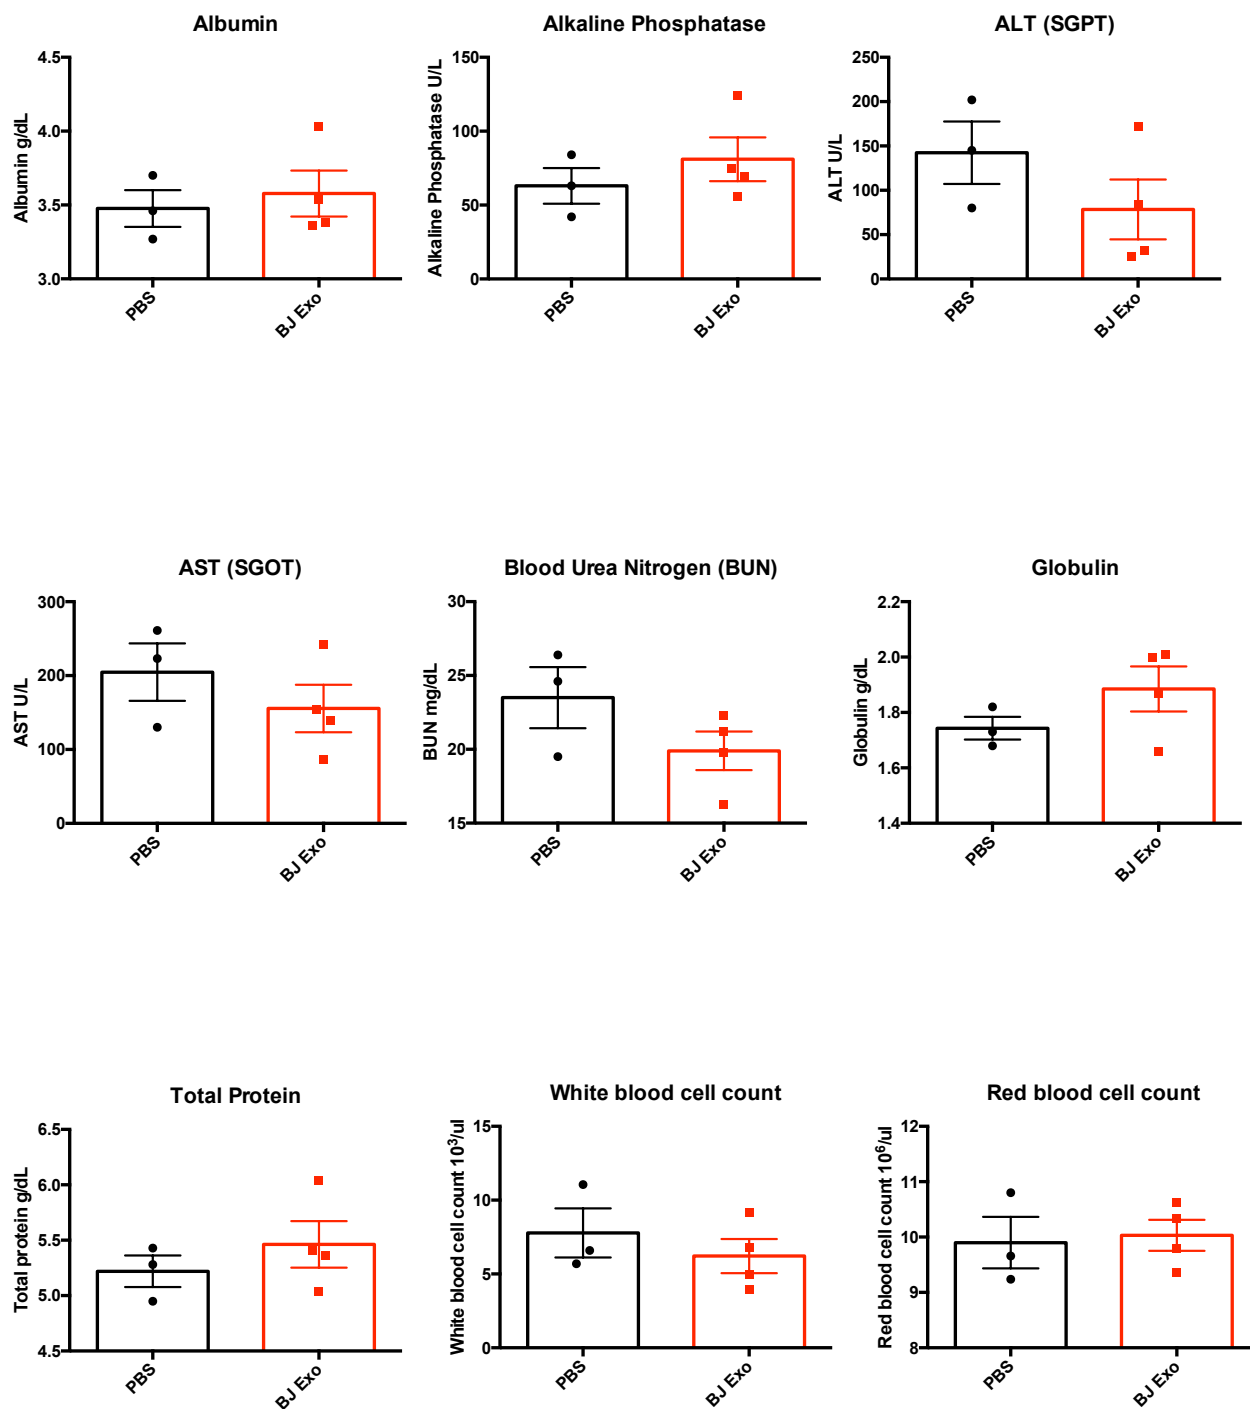 Albumin
Albumin g/dL
4.5
4.0
3.5
3.0
PBS
BJ Exo
Alkaline Phosphatase
Alkaline Phosphatase U/L
150
100
50
0
PBS
BJ Exo
ALT (SGPT)
ALT U/L
250
200
150
100
50
0
PBS
BJ Exo
AST (SGOT)
AST U/L
300
200
100
0
PBS
BJ Exo
Blood Urea Nitrogen (BUN)
BUN mg/dL
30
25
20
15
PBS
BJ Exo
Globulin
Globulin g/dL
2.2
2.0
1.8
1.6
1.4
PBS
BJ Exo
Total Protein
Total protein g/dL
6.5
6.0
5.5
5.0
4.5
PBS
BJ Exo
White blood cell count
White blood cell count 10³/ul
15
10
5
0
PBS
BJ Exo
Red blood cell count
Red blood cell count 10⁶/ul
12
11
10
9
8
PBS
BJ Exo